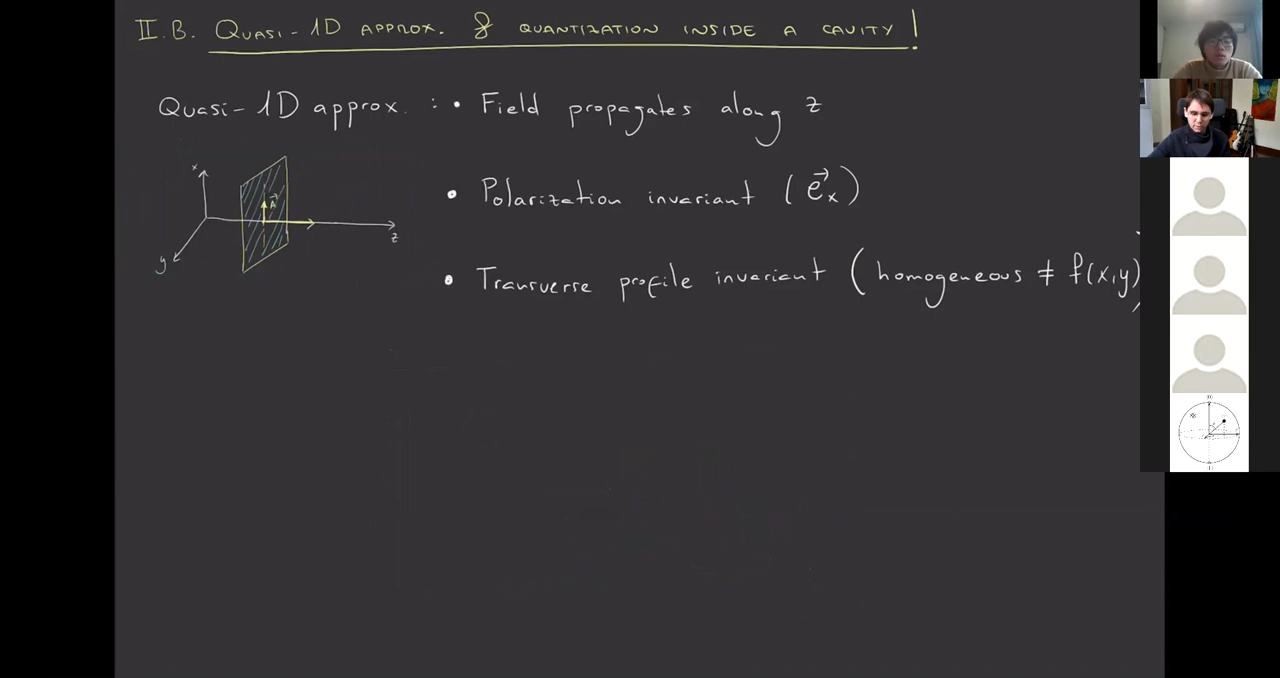 II.B. QUASI-1D APPROX. & QUANTIZATION INSIDE A CAVITY!
Quasi-1D approx. : • Field propagates along z
• Polarization invariant (e⃗x)
• Transverse profile invariant (homogeneous ≠ f(x,y)
x
A⃗
z
y